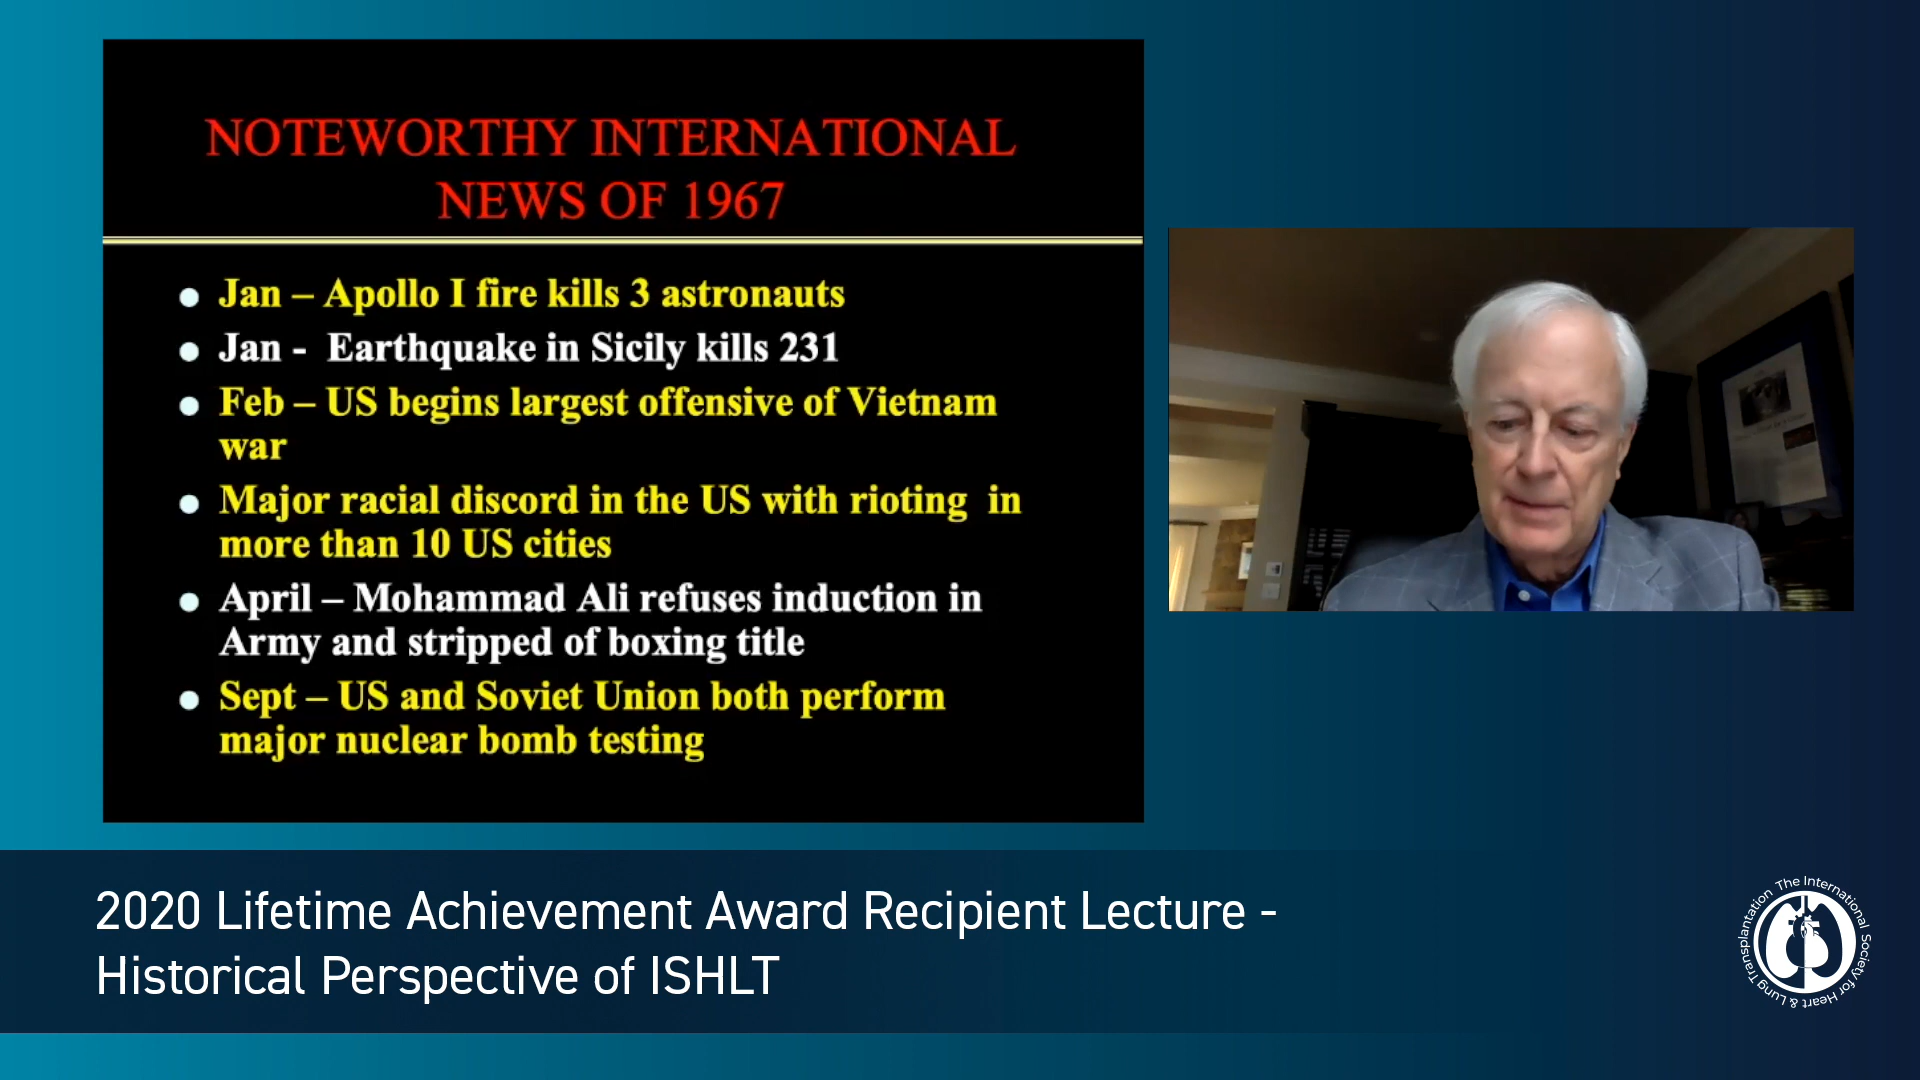 NOTEWORTHY INTERNATIONAL
NEWS OF 1967
Jan – Apollo I fire kills 3 astronauts
Jan - Earthquake in Sicily kills 231
Feb – US begins largest offensive of Vietnam
war
Major racial discord in the US with rioting in
more than 10 US cities
April – Mohammad Ali refuses induction in
Army and stripped of boxing title
Sept – US and Soviet Union both perform
major nuclear bomb testing
2020 Lifetime Achievement Award Recipient Lecture -
Historical Perspective of ISHLT
The International Society for Heart & Lung Transplantation